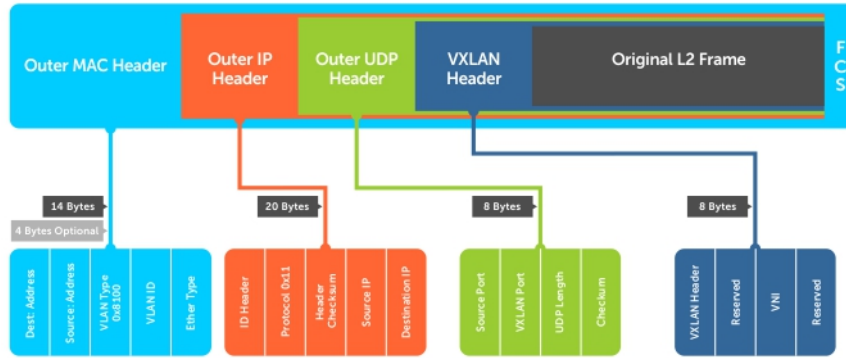 Outer MAC Header
Outer IP
Header
Outer UDP
Header
VXLAN
Header
Original L2 Frame
F
C
S
14 Bytes
4 Bytes Optional
20 Bytes
8 Bytes
8 Bytes
Dest: Address
Source: Address
VLAN Type
0x8100
VLAN ID
Ether Type
ID Header
Protocol 0x11
Header
Checksum
Source IP
Destination IP
Source Port
VXLAN Port
UDP Length
Checkum
VXLAN Header
Reserved
VNI
Reserved